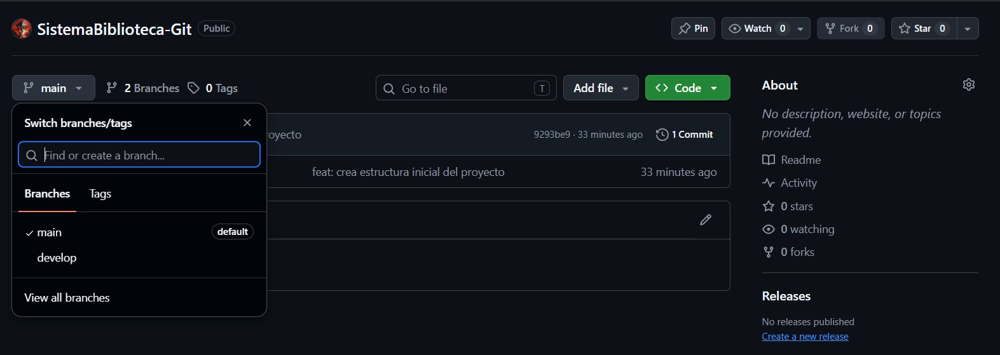 SistemaBiblioteca-Git Public
Pin Watch 0 Fork 0 Star 0
main 2 Branches 0 Tags
Go to file T Add file Code
Switch branches/tags
Find or create a branch...
Branches Tags
main default
develop
View all branches
royecto 9293be9 · 33 minutes ago 1 Commit
feat: crea estructura inicial del proyecto 33 minutes ago
About
No description, website, or topics
provided.
Readme
Activity
0 stars
0 watching
0 forks
Releases
No releases published
Create a new release